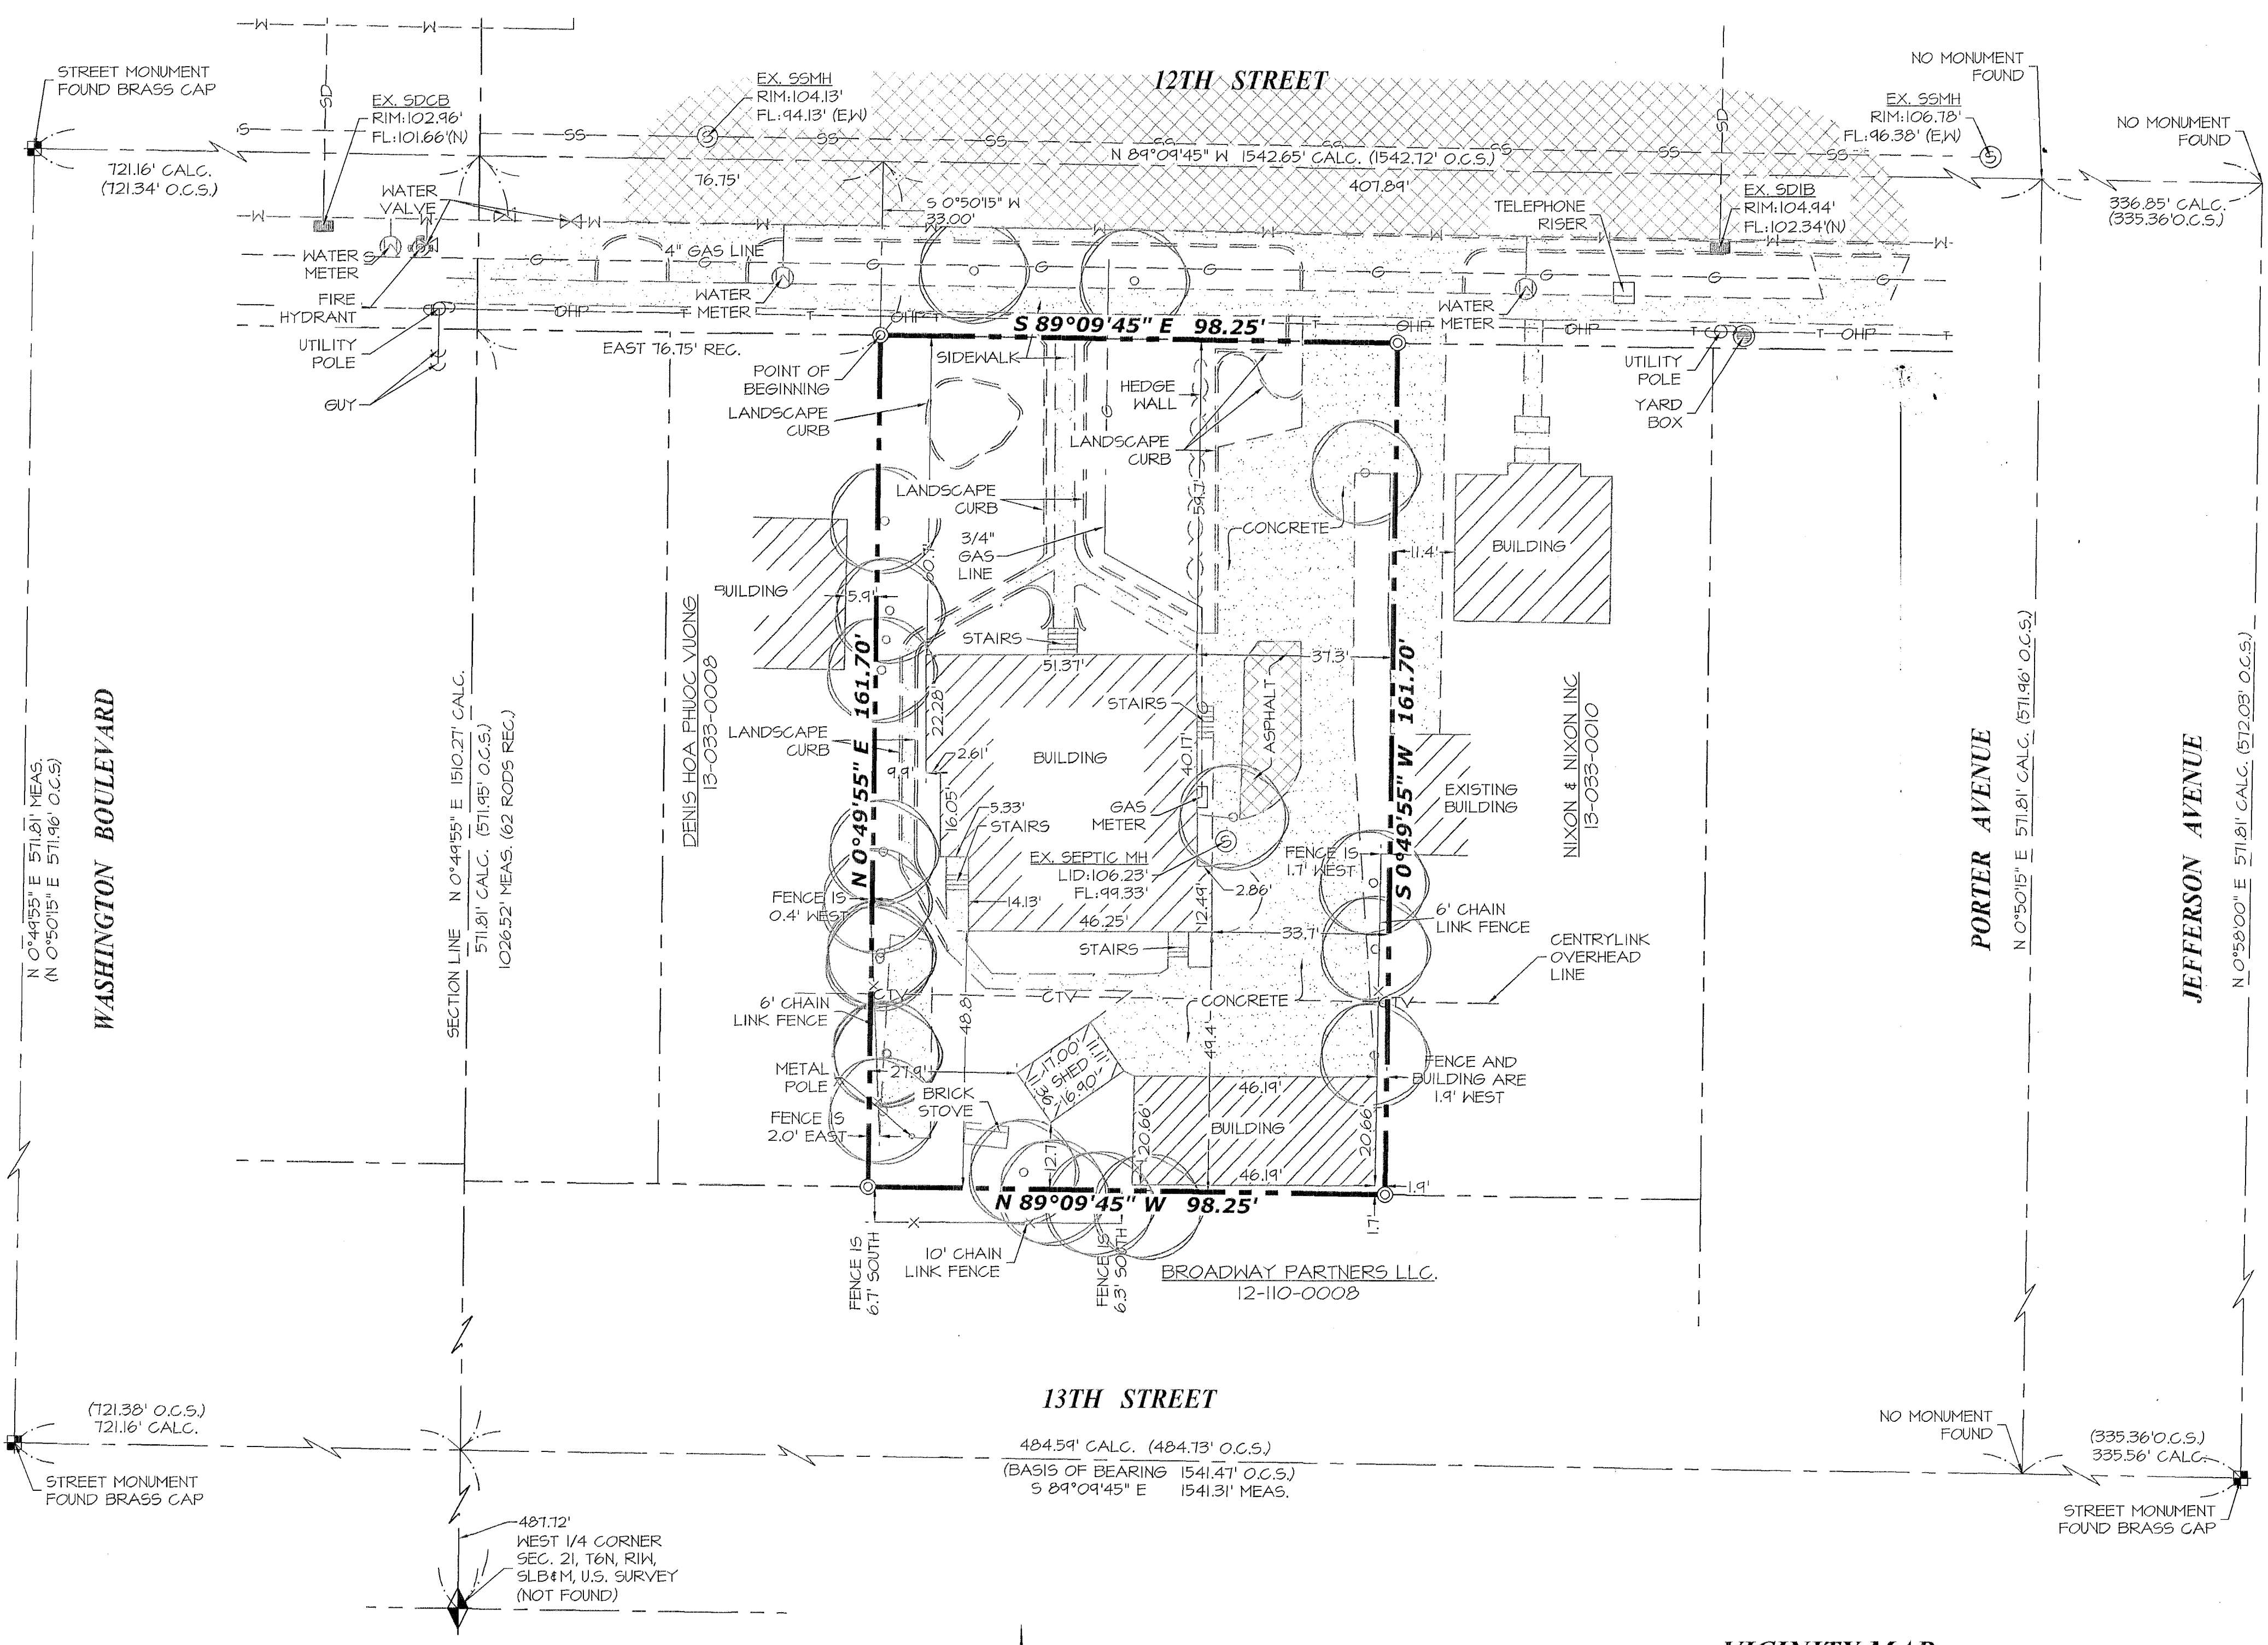 12TH STREET
STREET MONUMENT
FOUND BRASS CAP
SD
EX. SDCB
RIM:102.96'
FL:101.66'(N)
EX. SSMH
RIM:104.13'
FL:94.13' (E,W)
NO MONUMENT
FOUND
EX. SSMH
RIM:106.78'
FL:96.38' (E,W)
NO MONUMENT
FOUND
721.16' CALC.
(721.34' O.C.S.)
N 89°09'45" W 1542.65' CALC. (1542.72' O.C.S.)
76.75'
407.89'
S 0°50'15" W
33.00'
336.85' CALC.
(335.36'O.C.S.)
EX. SDIB
RIM:104.94'
FL:102.34'(N)
SD
WATER
VALVE
TELEPHONE
RISER
WATER
METER
4" GAS LINE
FIRE
HYDRANT
WATER
METER
WATER
METER
UTILITY
POLE
GUY
EAST 76.75' REC.
S 89°09'45" E 98.25'
POINT OF
BEGINNING
SIDEWALK
HEDGE
WALL
UTILITY
POLE
YARD
BOX
LANDSCAPE
CURB
LANDSCAPE
CURB
LANDSCAPE
CURB
3/4"
GAS
LINE
59.7'
60.1'
CONCRETE
11.4'
BUILDING
BUILDING
5.9'
STAIRS
51.37'
37.3'
N 0°49'55" E 161.70'
S 0°49'55" W 161.70'
DENIS HOA PHUOC VUONG
13-033-0008
NIXON & NIXON INC
13-033-0010
22.28'
STAIRS
ASPHALT
LANDSCAPE
CURB
BUILDING
2.61'
9.9'
40.17'
16.05'
5.33'
STAIRS
GAS
METER
EXISTING
BUILDING
EX. SEPTIC MH
LID:106.23'
FL:99.33'
FENCE IS
1.7' WEST
2.86'
FENCE IS
0.4' WEST
14.13'
46.25'
12.49'
6' CHAIN
LINK FENCE
33.7'
STAIRS
CENTRYLINK
OVERHEAD
LINE
CTV
CTV
CTV
CONCRETE
6' CHAIN
LINK FENCE
48.8'
49.4'
METAL
POLE
27.9'
17.00'
11.11'
SHED
11.36'
16.90'
FENCE AND
BUILDING ARE
1.9' WEST
46.19'
BRICK
STOVE
FENCE IS
2.0' EAST
12.7'
20.66'
BUILDING
20.66'
46.19'
1.9'
1.7'
N 89°09'45" W 98.25'
FENCE IS
6.7' SOUTH
10' CHAIN
LINK FENCE
FENCE IS
6.3' SOUTH
BROADWAY PARTNERS LLC.
12-110-0008
N 0°49'55" E 571.81' MEAS.
(N 0°50'15" E 571.96' O.C.S)
WASHINGTON BOULEVARD
SECTION LINE N 0°49'55" E 1510.27' CALC.
571.81' CALC. (571.95' O.C.S.)
1026.52' MEAS. (62 RODS REC.)
PORTER AVENUE
N 0°50'15" E 571.81' CALC. (571.96' O.C.S.)
JEFFERSON AVENUE
N 0°58'00" E 571.81' CALC. (572.03' O.C.S.)
13TH STREET
(721.38' O.C.S.)
721.16' CALC.
484.59' CALC. (484.73' O.C.S.)
(BASIS OF BEARING 1541.47' O.C.S.)
S 89°09'45" E 1541.31' MEAS.
NO MONUMENT
FOUND
(335.36'O.C.S.)
335.56' CALC.
STREET MONUMENT
FOUND BRASS CAP
STREET MONUMENT
FOUND BRASS CAP
487.72'
WEST 1/4 CORNER
SEC. 21, T6N, R1W,
SLB&M, U.S. SURVEY
(NOT FOUND)
VICINITY MAP